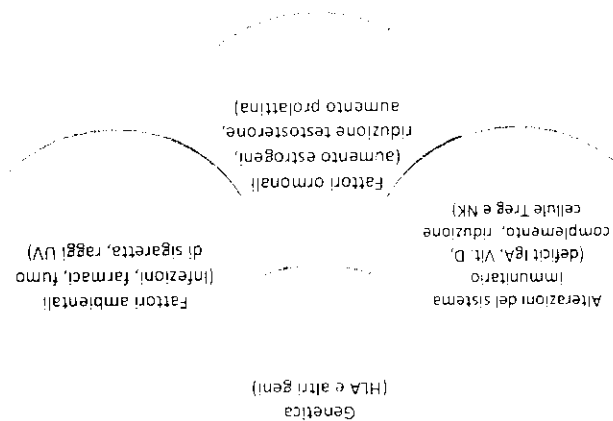 Genetica
(HLA e altri geni)
Alterazioni del sistema
immunitario
(deficit IgA, Vit. D,
complemento, riduzione
cellule Treg e NK)
Fattori ambientali
(Infezioni, farmaci, fumo
di sigaretta, raggi UV)
Fattori ormonali
(aumento estrogeni,
riduzione testosterone,
aumento prolattina)